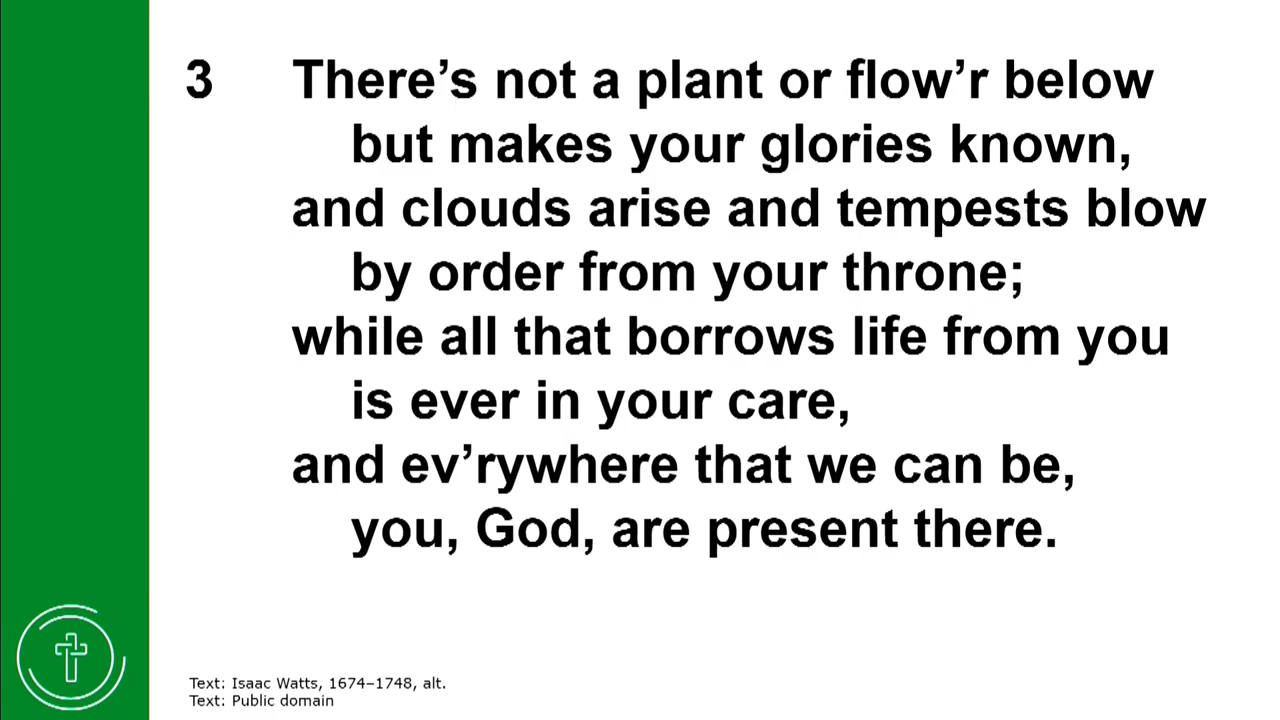 3 There’s not a plant or flow’r below
but makes your glories known,
and clouds arise and tempests blow
by order from your throne;
while all that borrows life from you
is ever in your care,
and ev’rywhere that we can be,
you, God, are present there.
Text: Isaac Watts, 1674–1748, alt.
Text: Public domain